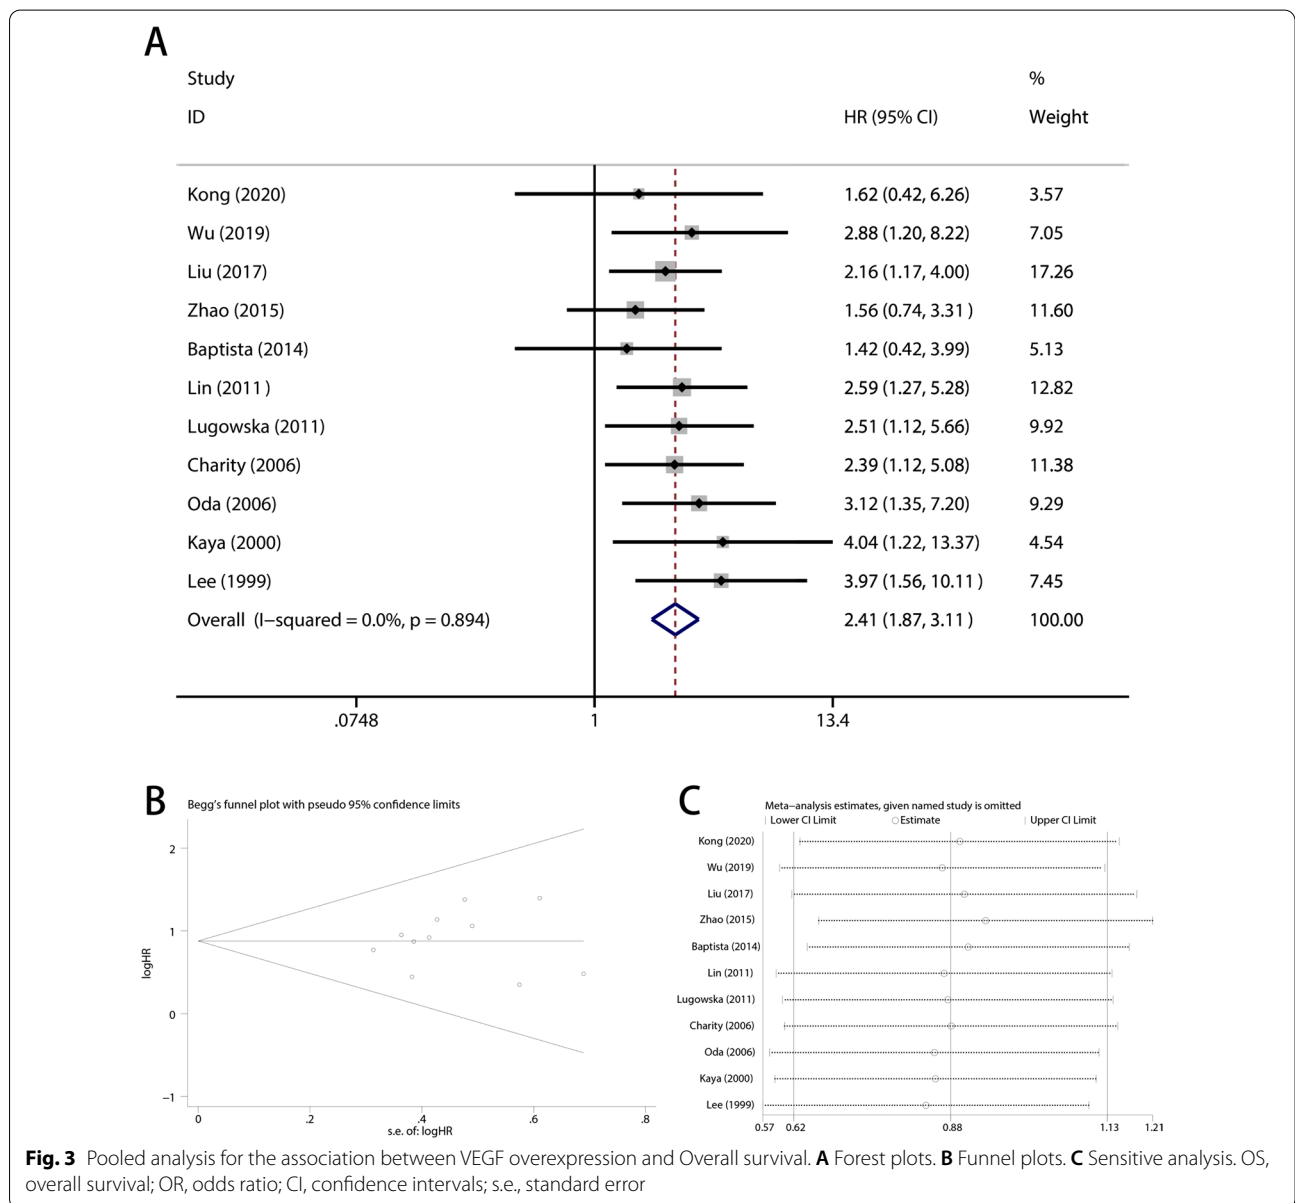 A
Study %
ID HR (95% CI) Weight
Kong (2020) 1.62 (0.42, 6.26) 3.57
Wu (2019) 2.88 (1.20, 8.22) 7.05
Liu (2017) 2.16 (1.17, 4.00) 17.26
Zhao (2015) 1.56 (0.74, 3.31 ) 11.60
Baptista (2014) 1.42 (0.42, 3.99) 5.13
Lin (2011 ) 2.59 (1.27, 5.28) 12.82
Lugowska (2011) 2.51 (1.12, 5.66) 9.92
Charity (2006) 2.39 (1.12, 5.08) 11.38
Oda (2006) 3.12 (1.35, 7.20) 9.29
Kaya (2000) 4.04 (1.22, 13.37) 4.54
Lee (1999) 3.97 (1.56, 10.11 ) 7.45
Overall (I−squared = 0.0%, p = 0.894) 2.41 (1.87, 3.11 ) 100.00
.0748 1 13.4
B
Begg's funnel plot with pseudo 95% confidence limits
logHR
2
1
0
−1
0 .2 .4 .6 .8
s.e. of: logHR
C
Meta−analysis estimates, given named study is omitted
Lower CI Limit Estimate Upper CI Limit
Kong (2020)
Wu (2019)
Liu (2017)
Zhao (2015)
Baptista (2014)
Lin (2011)
Lugowska (2011)
Charity (2006)
Oda (2006)
Kaya (2000)
Lee (1999)
0.57 0.62 0.88 1.13 1.21
Fig. 3 Pooled analysis for the association between VEGF overexpression and Overall survival. A Forest plots. B Funnel plots. C Sensitive analysis. OS,
overall survival; OR, odds ratio; CI, confidence intervals; s.e., standard error